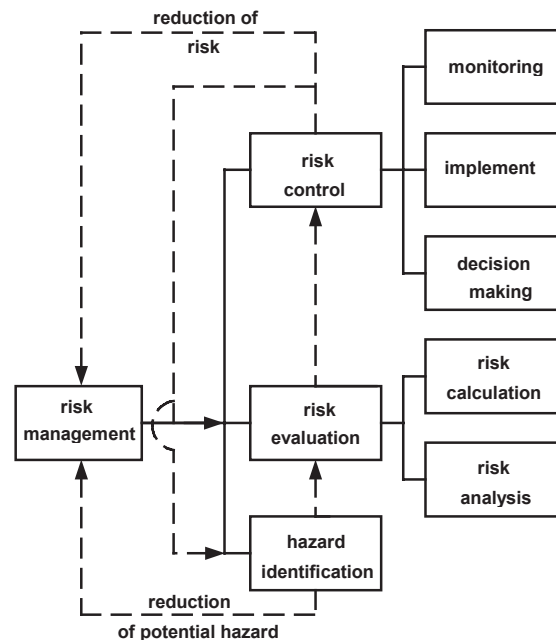 reduction of
risk
monitoring
risk
control
implement
decision
making
risk
management
risk
evaluation
risk
calculation
risk
analysis
hazard
identification
reduction
of potential hazard